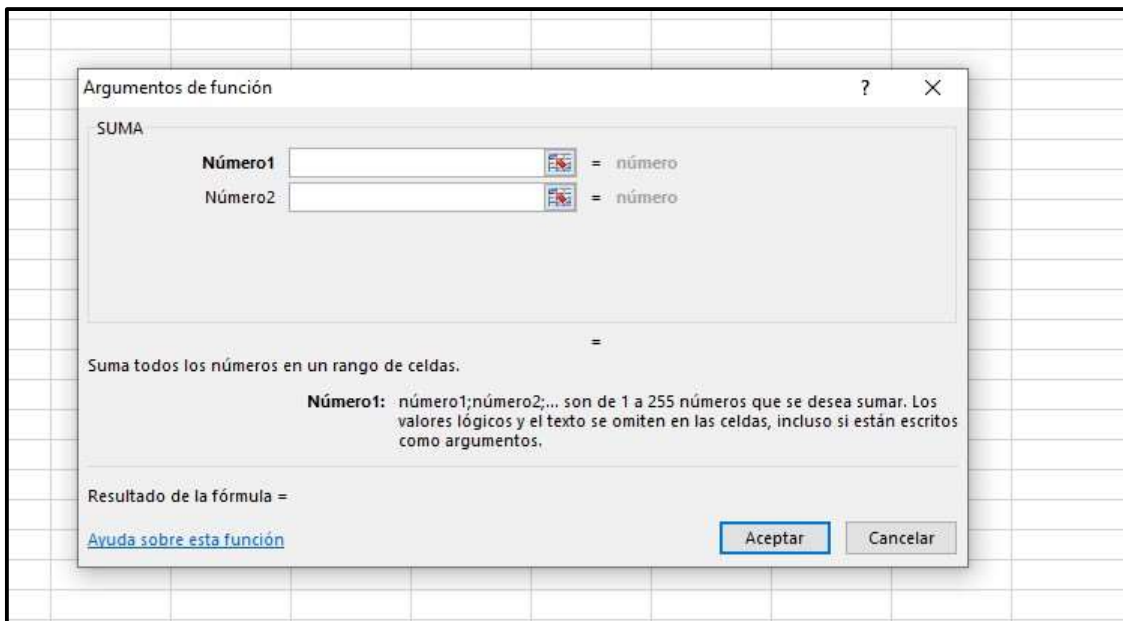 Argumentos de función ? X
SUMA
Número1 = número
Número2 = número
=
Suma todos los números en un rango de celdas.
Número1: número1;número2;... son de 1 a 255 números que se desea sumar. Los
valores lógicos y el texto se omiten en las celdas, incluso si están escritos
como argumentos.
Resultado de la fórmula =
Ayuda sobre esta función Aceptar Cancelar